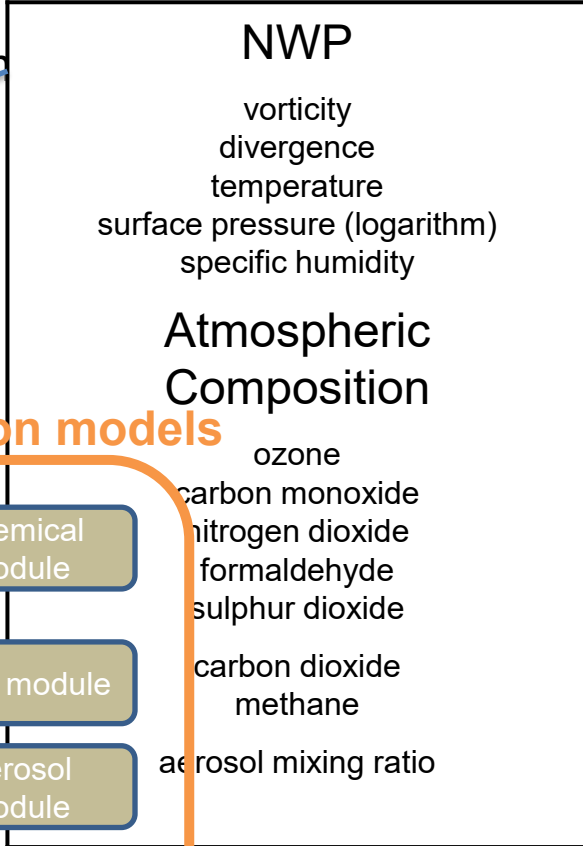 NWP
vorticity
divergence
temperature
surface pressure (logarithm)
specific humidity
Atmospheric
Composition
on models
ozone
carbon monoxide
nitrogen dioxide
formaldehyde
sulphur dioxide
emical
odule
carbon dioxide
methane
module
aerosol mixing ratio
erosol
odule